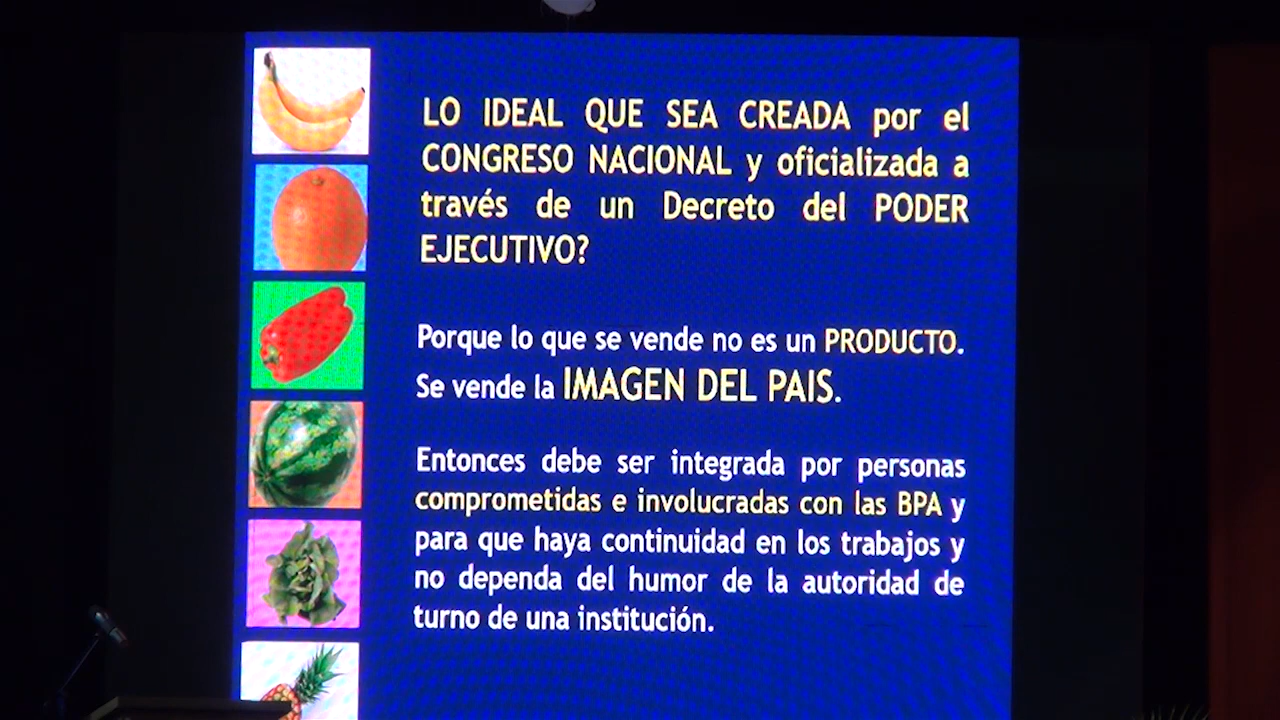 LO IDEAL QUE SEA CREADA por el
CONGRESO NACIONAL y oficializada a
través de un Decreto del PODER
EJECUTIVO?
Porque lo que se vende no es un PRODUCTO.
Se vende la IMAGEN DEL PAIS.
Entonces debe ser integrada por personas
comprometidas e involucradas con las BPA y
para que haya continuidad en los trabajos y
no dependa del humor de la autoridad de
turno de una institución.